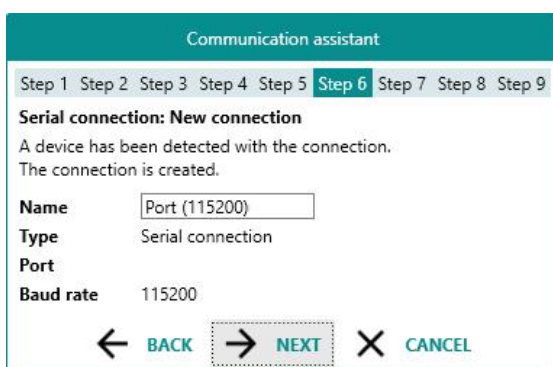 Communication assistant
Step 1 Step 2 Step 3 Step 4 Step 5 Step 6 Step 7 Step 8 Step 9
Serial connection: New connection
A device has been detected with the connection.
The connection is created.
Name Port (115200)
Type Serial connection
Port
Baud rate 115200
BACK NEXT CANCEL